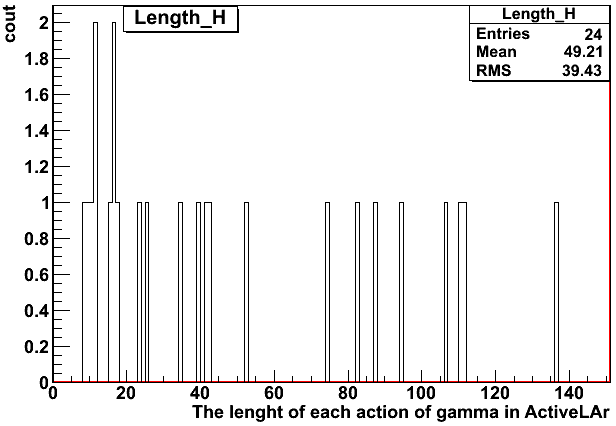 Length_H
Length_H
Entries 24
Mean 49.21
RMS 39.43
cout
2
1.8
1.6
1.4
1.2
1
0.8
0.6
0.4
0.2
0
0 20 40 60 80 100 120 140
The lenght of each action of gamma in ActiveLAr